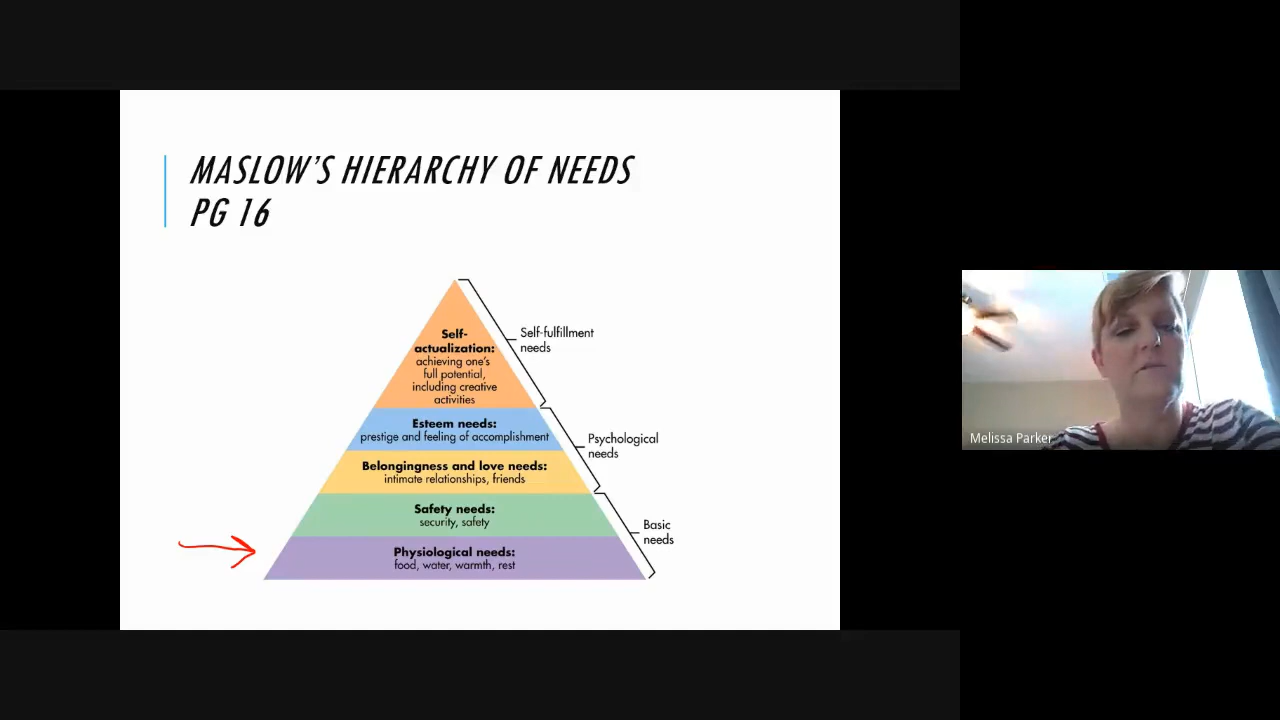 MASLOW'S HIERARCHY OF NEEDS
PG 16
Self-
actualization:
achieving one's
full potential,
including creative
activities
Self-fulfillment
needs
Esteem needs:
prestige and feeling of accomplishment
Belongingness and love needs:
intimate relationships, friends
Psychological
needs
Safety needs:
security, safety
Physiological needs:
food, water, warmth, rest
Basic
needs
Melissa Parker